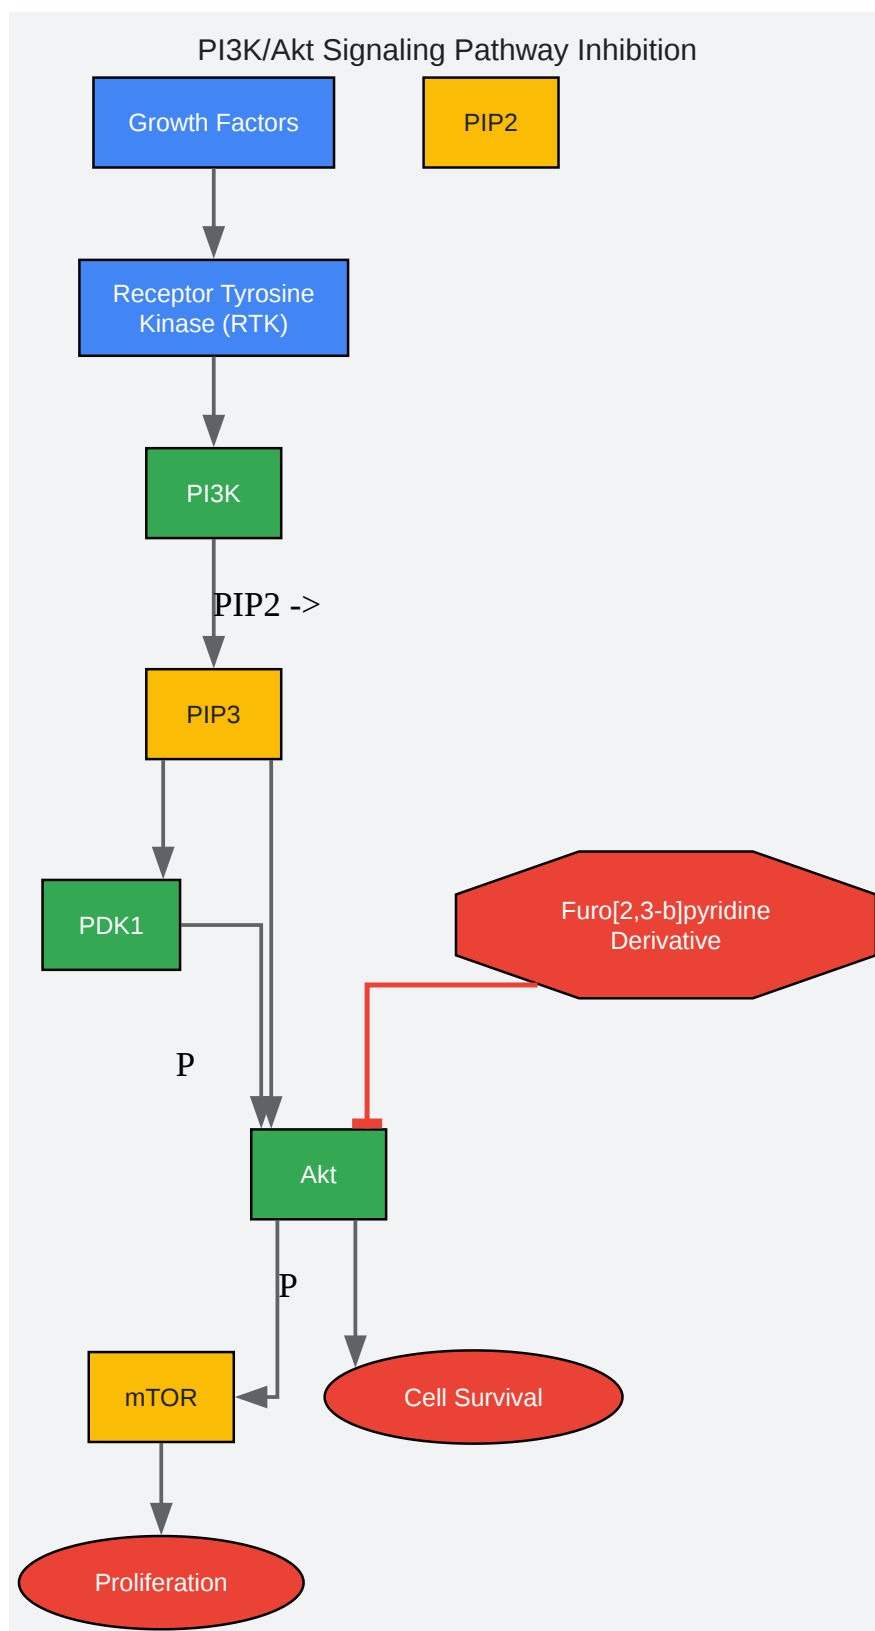 PI3K/Akt Signaling Pathway Inhibition
Growth Factors
PIP2
Receptor Tyrosine
Kinase (RTK)
PI3K
PIP2 ->
PIP3
PDK1
Furo[2,3-b]pyridine
Derivative
P
Akt
P
mTOR
Cell Survival
Proliferation